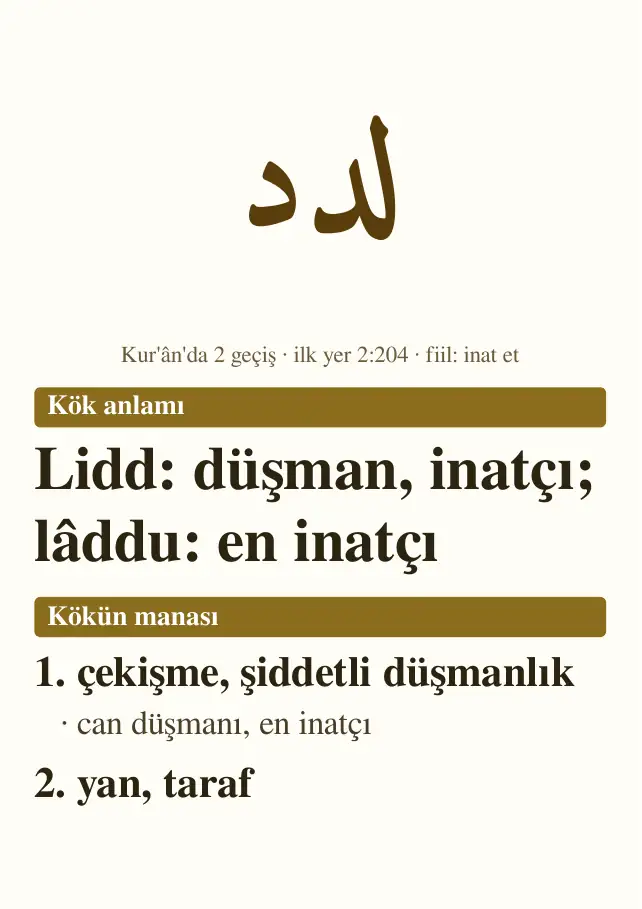 لدد
Kur'ân'da 2 geçiş · ilk yer 2:204 · fiil: inat et
Kök anlamı
Lidd: düşman, inatçı;
lâddu: en inatçı
Kökün manası
1. çekişme, şiddetli düşmanlık
· can düşmanı, en inatçı
2. yan, taraf